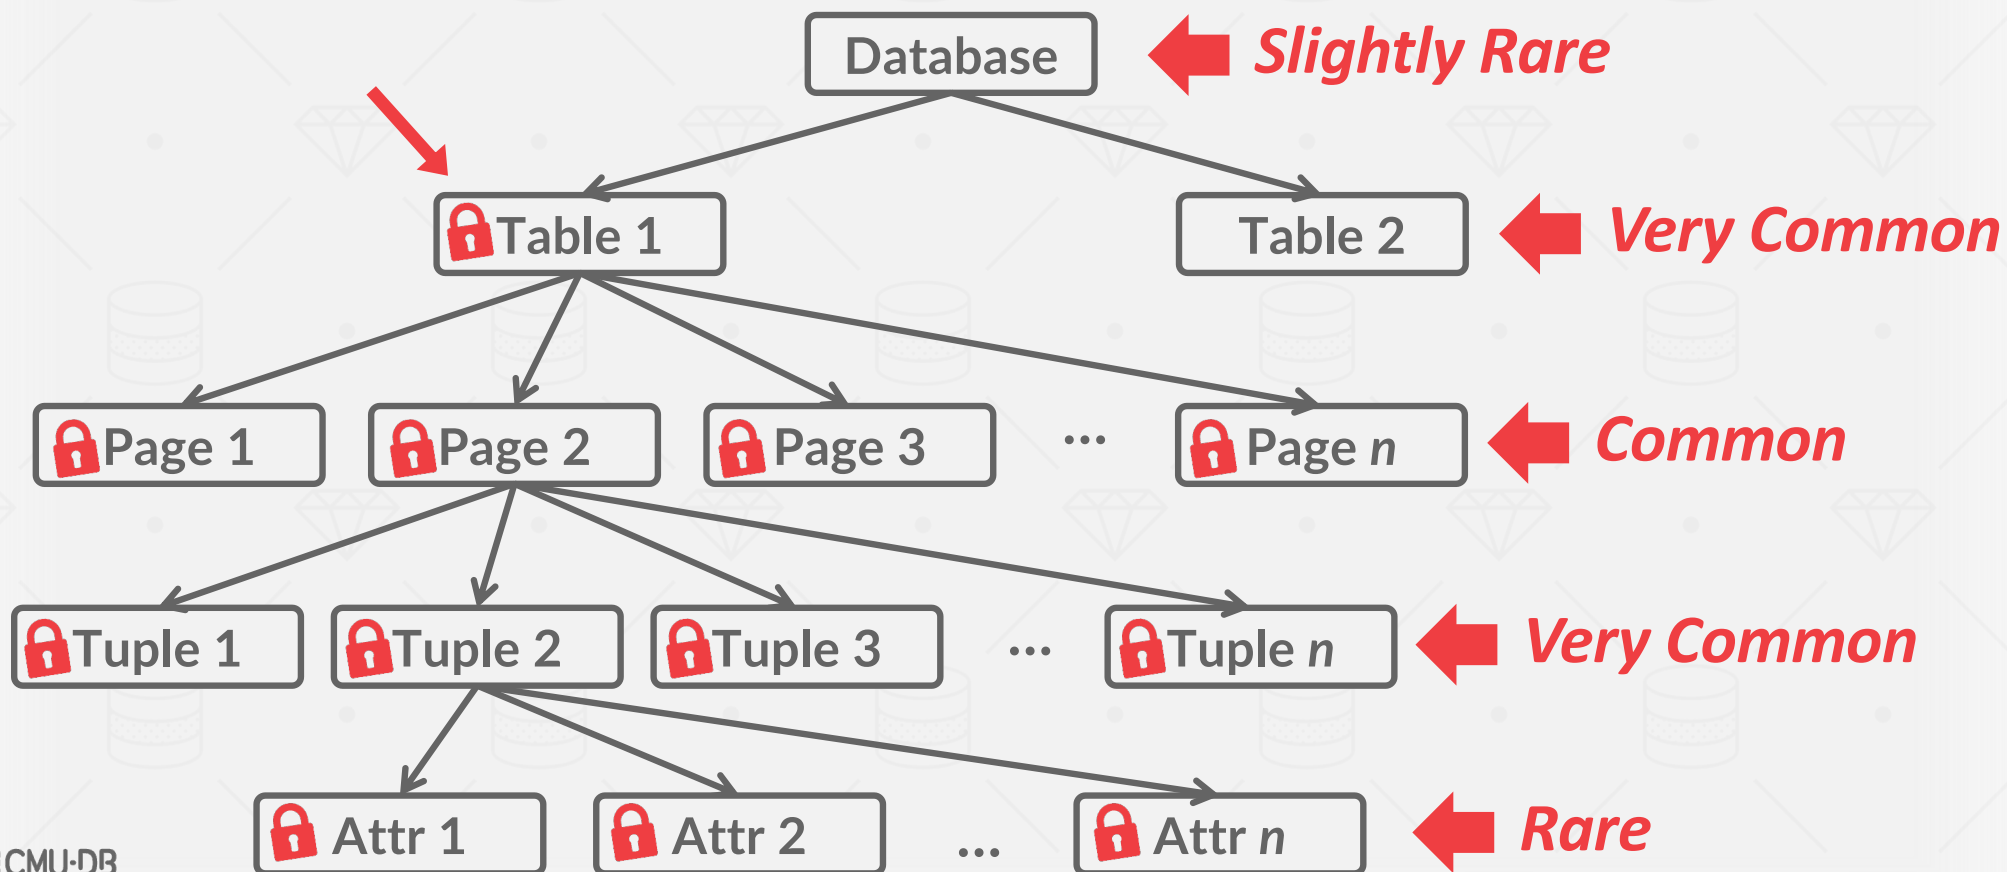 Database
Slightly Rare
Table 1
Table 2
Very Common
Page 1
Page 2
Page 3
...
Page n
Common
Tuple 1
Tuple 2
Tuple 3
...
Tuple n
Very Common
Attr 1
Attr 2
...
Attr n
Rare
CMU·DB